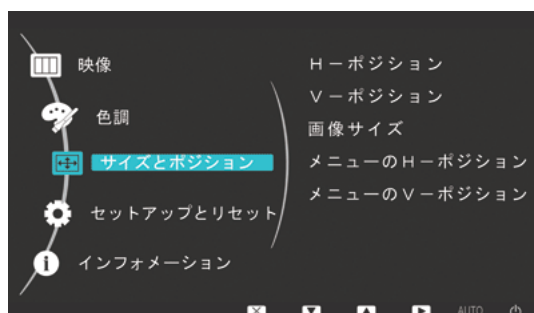 映像
色調
サイズとポジション
セットアップとリセット
インフォメーション
H－ポジション
V－ポジション
画像サイズ
メニューのH－ポジション
メニューのV－ポジション
AUTO